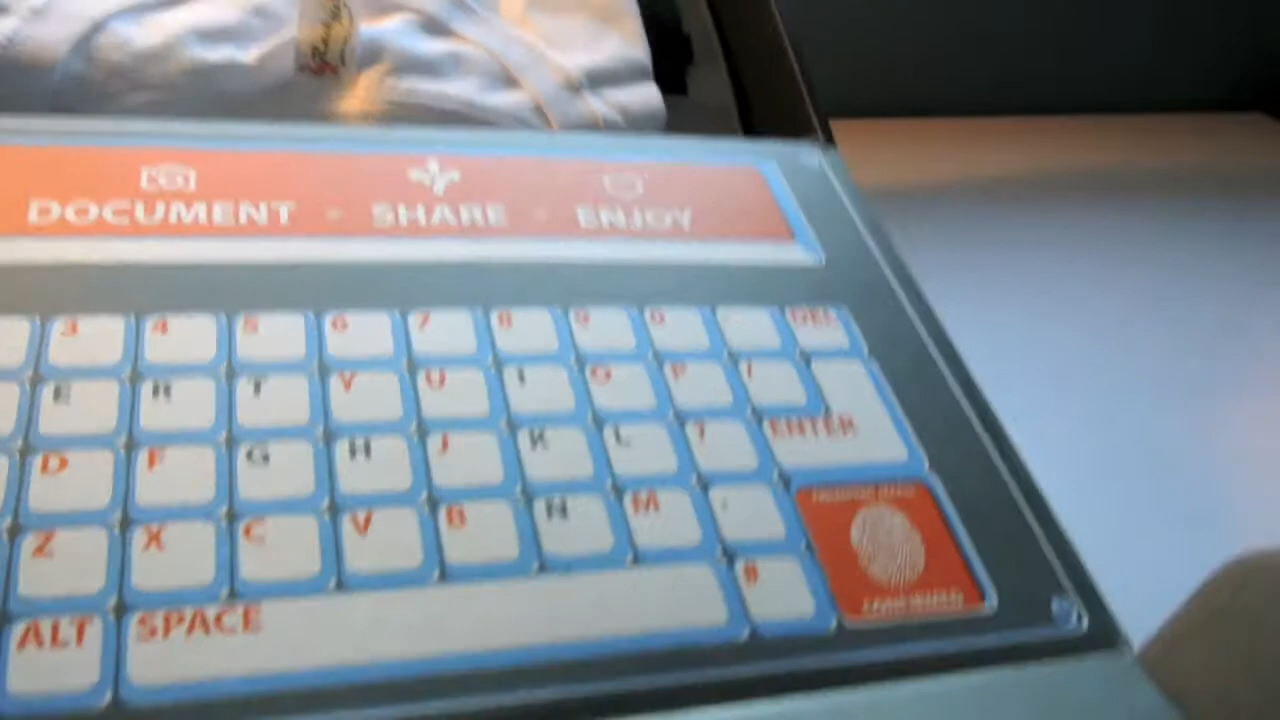 DOCUMENT - SHARE - ENJOY
3 4 5 6 7 8 9 0 DEL
E R T Y U I O P /
D F G H J K L ? ENTER
Z X C V B N M
ALT SPACE